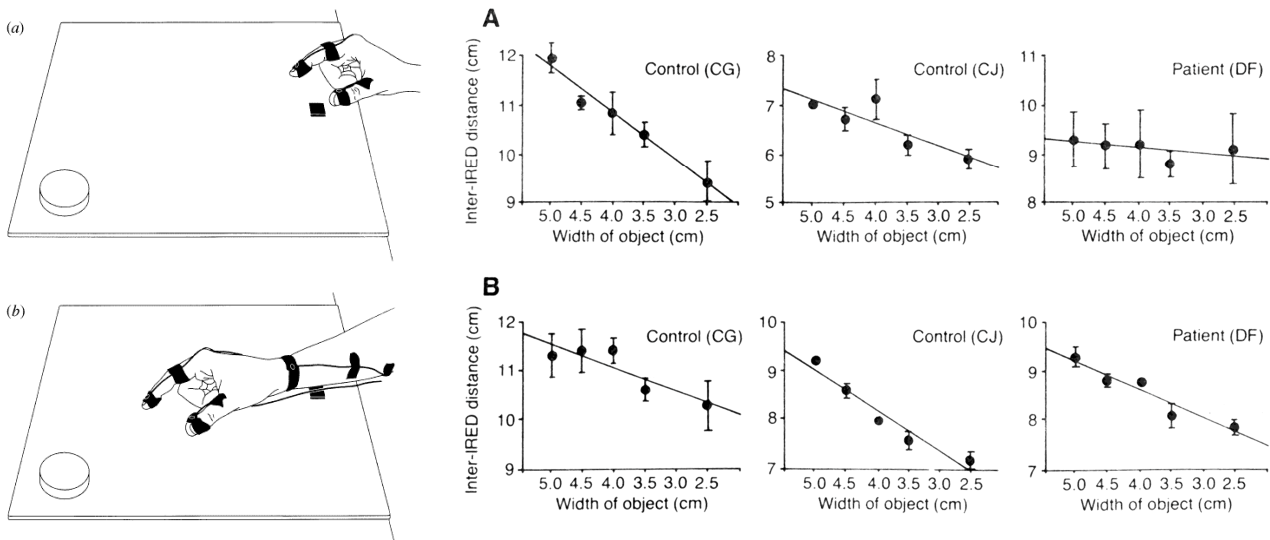 (a)
A
Inter-IRED distance (cm)
12
11
10
9
Control (CG)
5.0 4.5 4.0 3.5 3.0 2.5
Width of object (cm)
8
7
6
5
Control (CJ)
5.0 4.5 4.0 3.5 3.0 2.5
Width of object (cm)
11
10
9
8
Patient (DF)
5.0 4.5 4.0 3.5 3.0 2.5
Width of object (cm)
(b)
B
Inter-IRED distance (cm)
12
11
10
9
Control (CG)
5.0 4.5 4.0 3.5 3.0 2.5
Width of object (cm)
10
9
8
7
Control (CJ)
5.0 4.5 4.0 3.5 3.0 2.5
Width of object (cm)
10
9
8
7
Patient (DF)
5.0 4.5 4.0 3.5 3.0 2.5
Width of object (cm)